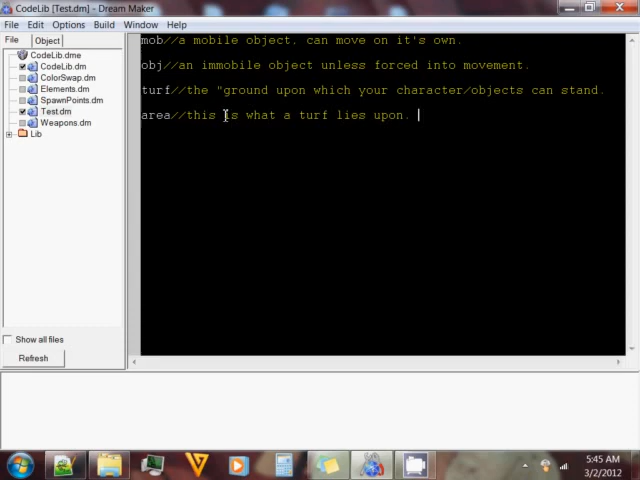 CodeLib [Test.dm] - Dream Maker
File Edit Options Build Window Help
File Object
CodeLib.dme
CodeLib.dm
ColorSwap.dm
Elements.dm
SpawnPoints.dm
Test.dm
Weapons.dm
Lib
mob//a mobile object, can move on it's own.
obj//an immobile object unless forced into movement.
turf//the "ground upon which your character/objects can stand.
area//this is what a turf lies upon.
Show all files
Refresh
5:45 AM
3/2/2012